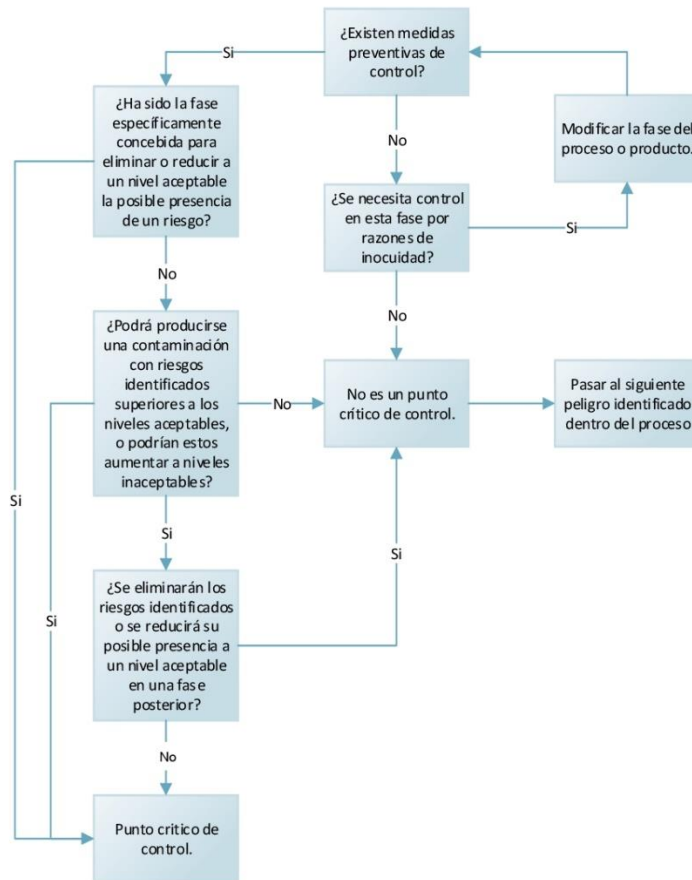 ¿Existen medidas
preventivas de
control?
Si
¿Ha sido la fase
específicamente
concebida para
eliminar o reducir a
un nivel aceptable
la posible presencia
de un riesgo?
No
Modificar la fase del
proceso o producto.
¿Se necesita control
en esta fase por
razones de
inocuidad?
Si
No
No
¿Podrá producirse
una contaminación
con riesgos
identificados
superiores a los
niveles aceptables,
o podrían estos
aumentar a niveles
inaceptables?
No
No es un punto
crítico de control.
Pasar al siguiente
peligro identificado
dentro del proceso
Si
Si
Si
Si
¿Se eliminarán los
riesgos identificados
o se reducirá su
posible presencia a
un nivel aceptable
en una fase
posterior?
No
Punto critico de
control.